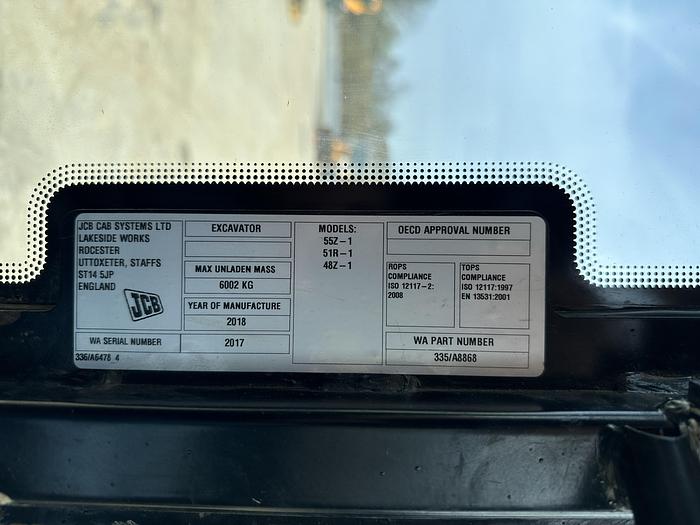 JCB CAB SYSTEMS LTD
LAKESIDE WORKS
ROCESTER
UTTOXETER, STAFFS
ST14 5JP
ENGLAND
JCB
WA SERIAL NUMBER
336/A6478 4
EXCAVATOR
MAX UNLADEN MASS
6002 KG
YEAR OF MANUFACTURE
2018
2017
MODELS:
55Z-1
51R-1
48Z-1
OECD APPROVAL NUMBER
ROPS
COMPLIANCE
ISO 12117-2:
2008
TOPS
COMPLIANCE
ISO 12117:1997
EN 13531:2001
WA PART NUMBER
335/A8868